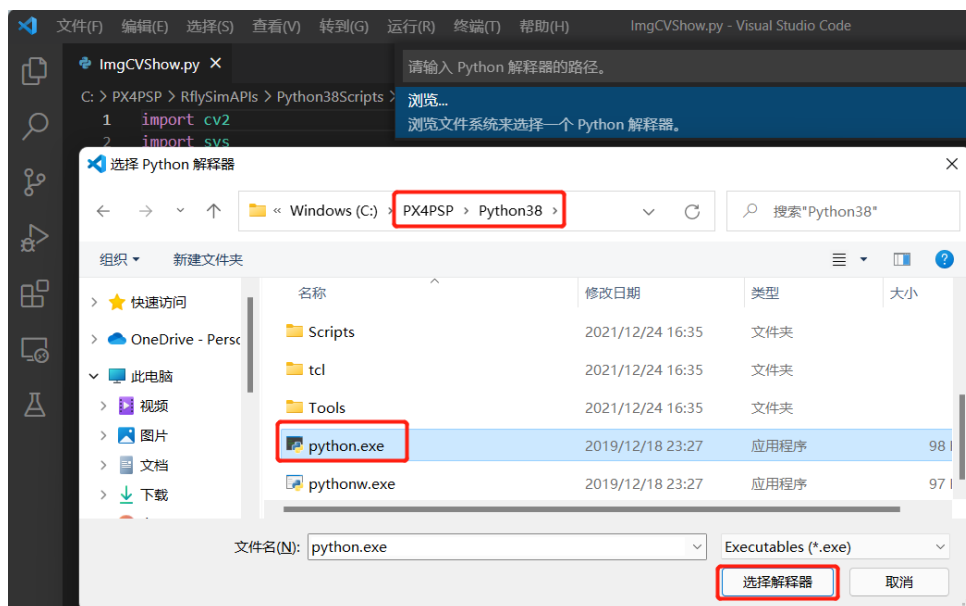 文件(F) 编辑(E) 选择(S) 查看(V) 转到(G) 运行(R) 终端(T) 帮助(H) ImgCVShow.py - Visual Studio Code
ImgCVShow.py
请输入 Python 解释器的路径。
C: > PX4PSP > RflySimAPIs > Python38Scripts >
浏览...
浏览文件系统来选择一个 Python 解释器。
1 import cv2
2 import sys
选择 Python 解释器
« Windows (C:) > PX4PSP > Python38 >
搜索"Python38"
组织 新建文件夹
名称 修改日期 类型 大小
快速访问
OneDrive - Perso
此电脑
视频
图片
文档
下载
Scripts 2021/12/24 16:35 文件夹
tcl 2021/12/24 16:35 文件夹
Tools 2021/12/24 16:35 文件夹
python.exe 2019/12/18 23:27 应用程序 98
pythonw.exe 2019/12/18 23:27 应用程序 97
文件名(N): python.exe Executables (*.exe)
选择解释器 取消